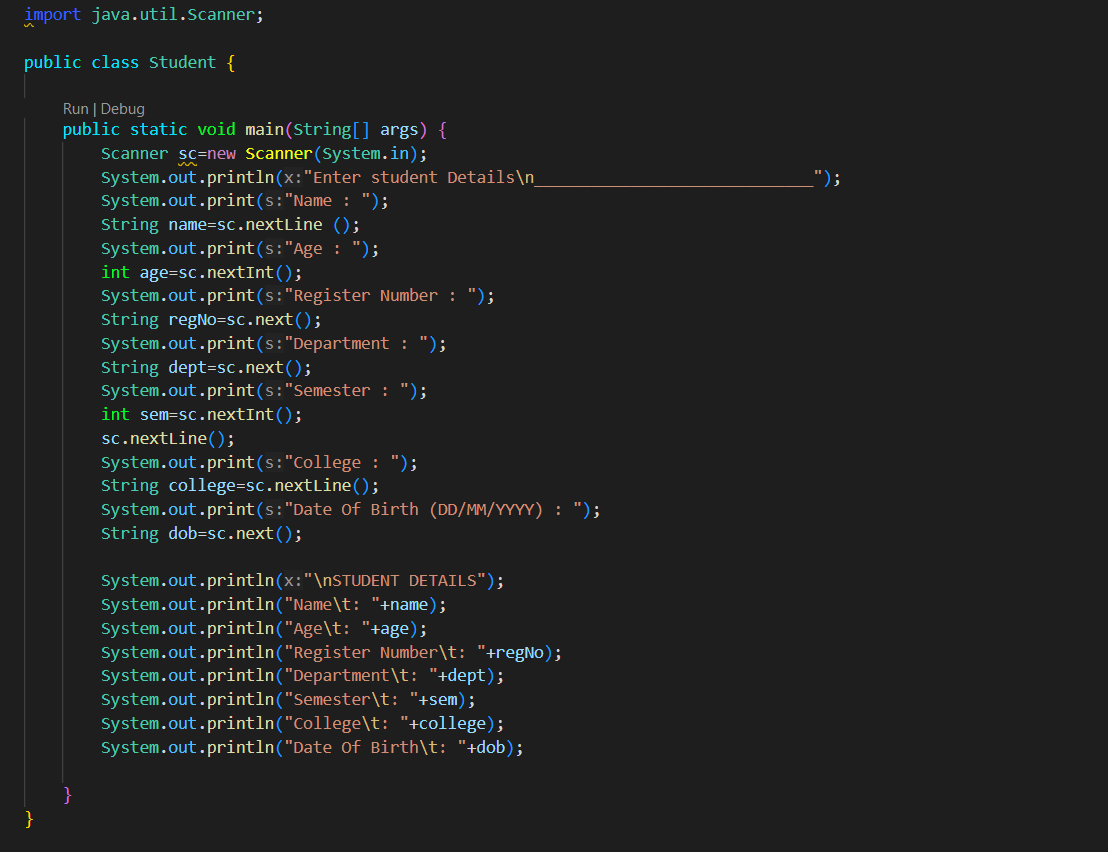 import java.util.Scanner;
public class Student {
Run | Debug
public static void main(String[] args) {
Scanner sc=new Scanner(System.in);
System.out.println(x:"Enter student Details\n_____________________________");
System.out.print(s:"Name : ");
String name=sc.nextLine ();
System.out.print(s:"Age : ");
int age=sc.nextInt();
System.out.print(s:"Register Number : ");
String regNo=sc.next();
System.out.print(s:"Department : ");
String dept=sc.next();
System.out.print(s:"Semester : ");
int sem=sc.nextInt();
sc.nextLine();
System.out.print(s:"College : ");
String college=sc.nextLine();
System.out.print(s:"Date Of Birth (DD/MM/YYYY) : ");
String dob=sc.next();
System.out.println(x:"\nSTUDENT DETAILS");
System.out.println("Name\t: "+name);
System.out.println("Age\t: "+age);
System.out.println("Register Number\t: "+regNo);
System.out.println("Department\t: "+dept);
System.out.println("Semester\t: "+sem);
System.out.println("College\t: "+college);
System.out.println("Date Of Birth\t: "+dob);
}
}